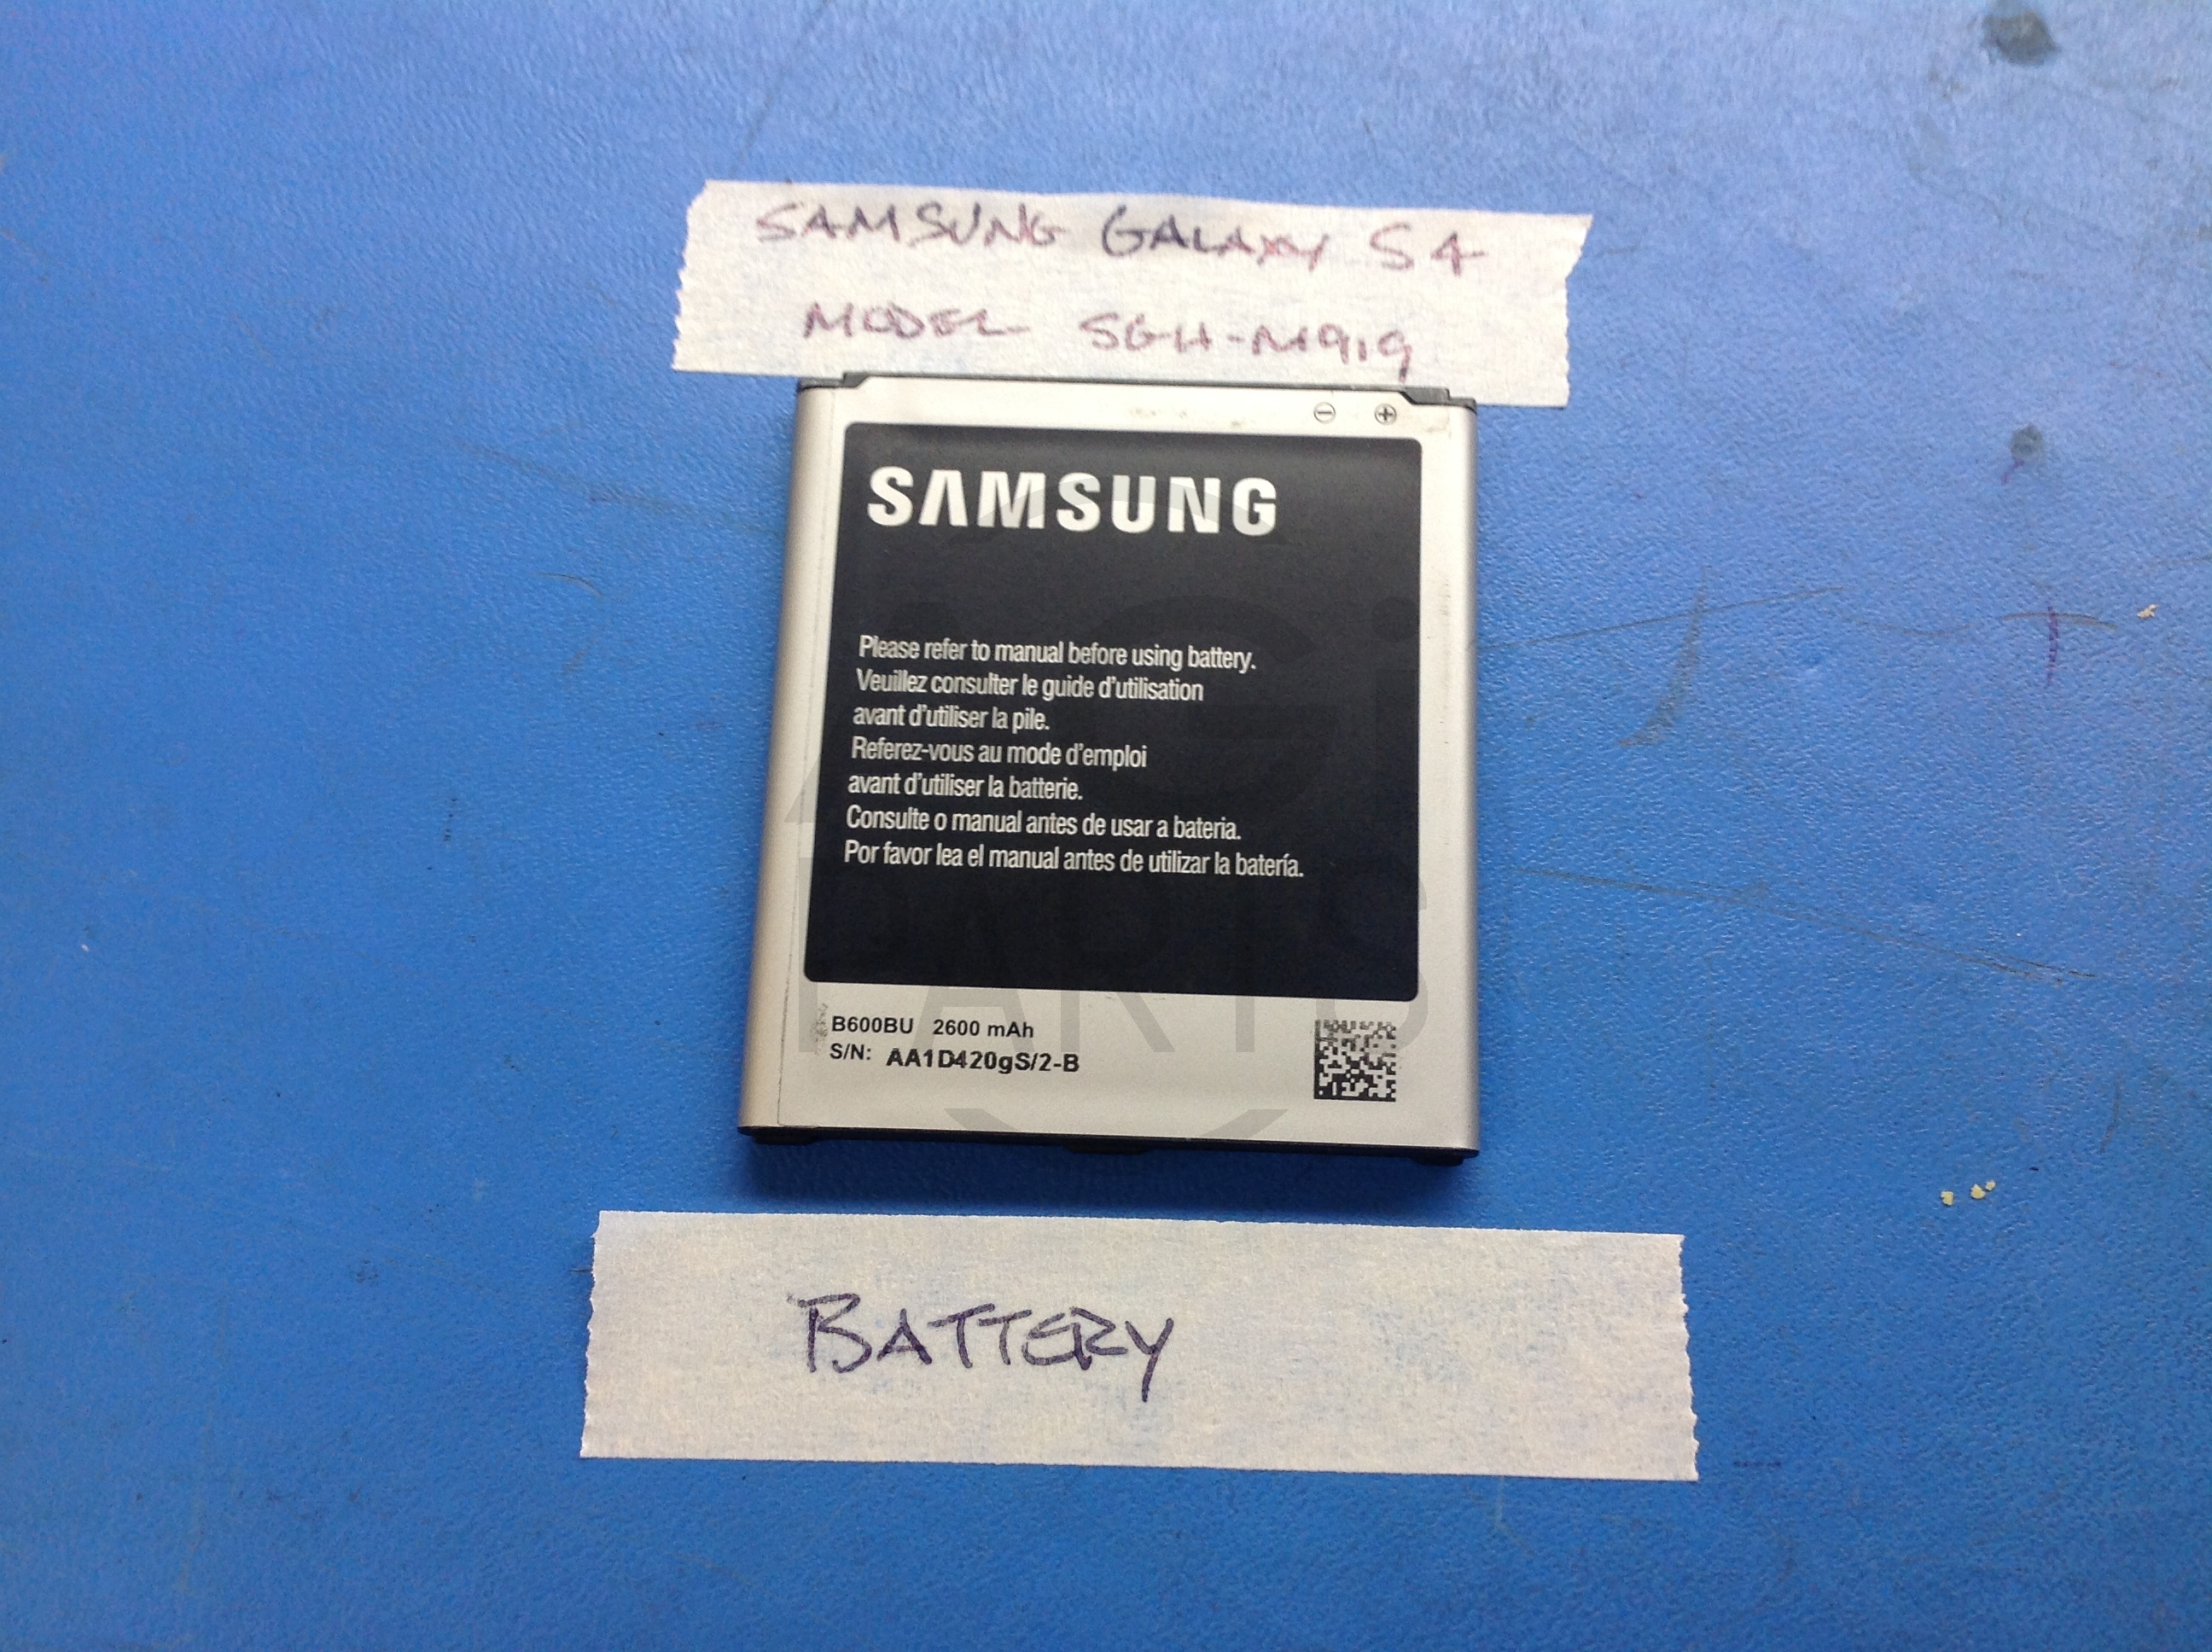 SAMSUNG GALAXY S4
MODEL SGH-M919
SAMSUNG
Please refer to manual before using battery.
Veuillez consulter le guide d'utilisation
avant d'utiliser la pile.
Referez-vous au mode d'emploi
avant d'utiliser la batterie.
Consulte o manual antes de usar a bateria.
Por favor lea el manual antes de utilizar la batería.
PARTS
B600BU 2600 mAh
S/N: AA1D420gS/2-B
BATTERY